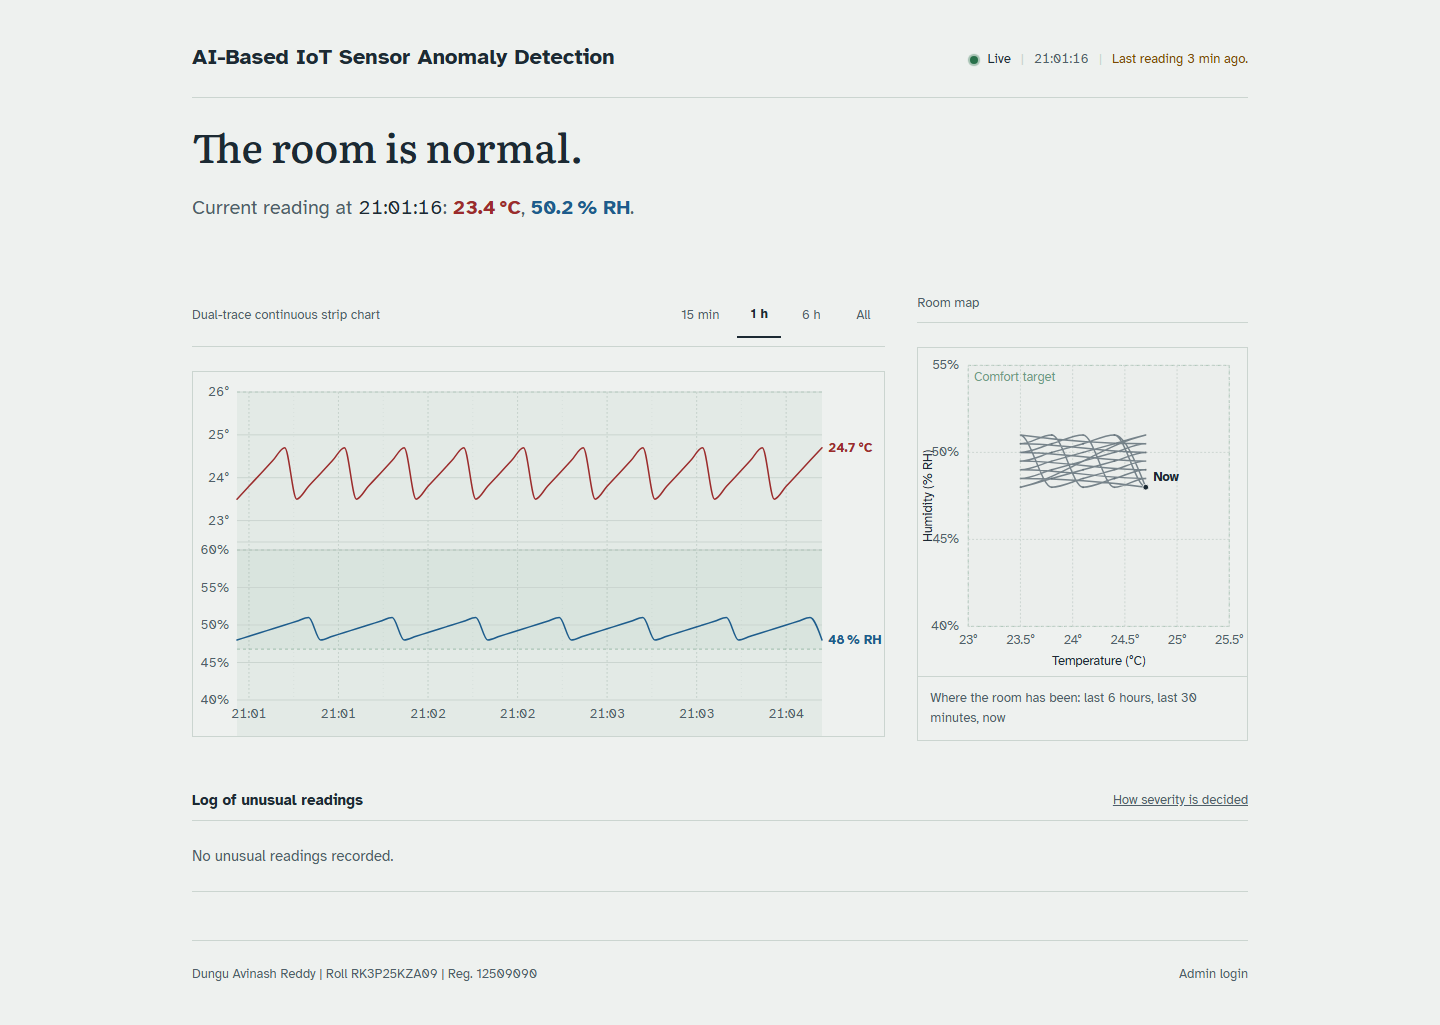 AI-Based IoT Sensor Anomaly Detection
Live | 21:01:16 | Last reading 3 min ago.
The room is normal.
Current reading at 21:01:16: 23.4 °C, 50.2 % RH.
Dual-trace continuous strip chart
15 min 1 h 6 h All
26°
25°
24°
23°
60%
55%
50%
45%
40%
24.7 °C
48 % RH
21:01 21:01 21:02 21:02 21:03 21:03 21:04
Room map
55%
50%
45%
40%
Comfort target
Now
Humidity (% RH)
23° 23.5° 24° 24.5° 25° 25.5°
Temperature (°C)
Where the room has been: last 6 hours, last 30
minutes, now
Log of unusual readings
How severity is decided
No unusual readings recorded.
Dungu Avinash Reddy | Roll RK3P25KZA09 | Reg. 12509090
Admin login